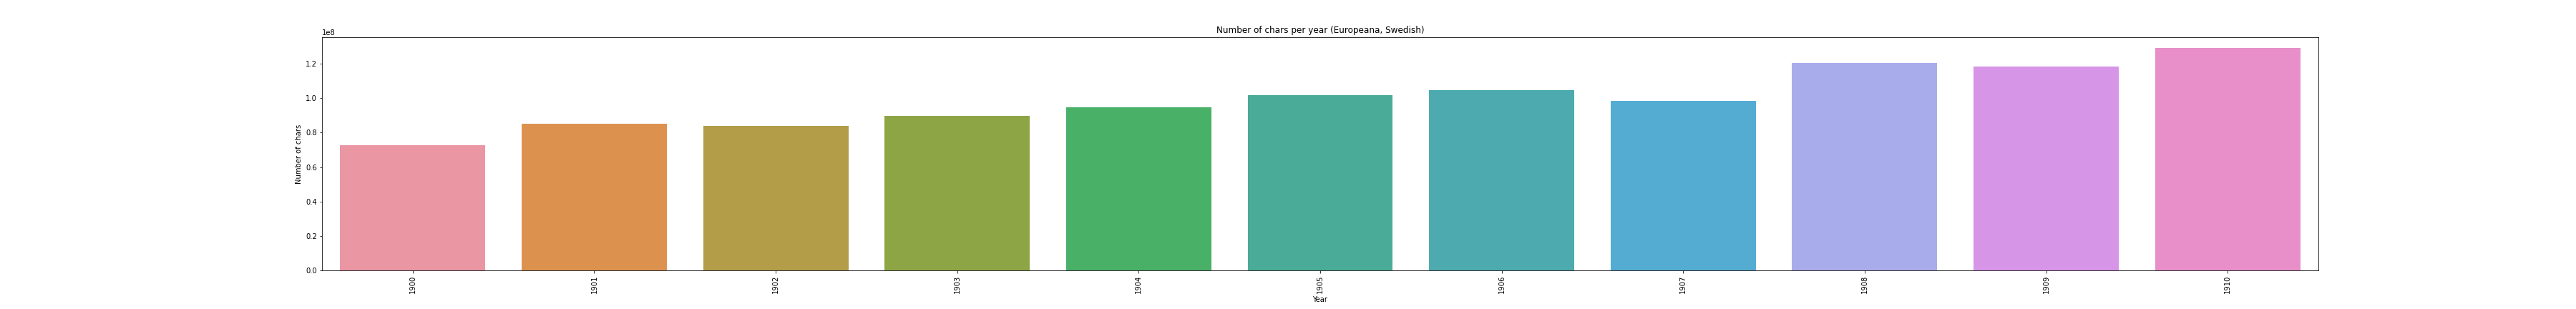 Number of chars per year (Europeana, Swedish)
1e8
1.2
1.0
0.8
0.6
0.4
0.2
0.0
Number of chars
1900 1901 1902 1903 1904 1905 1906 1907 1908 1909 1910
Year